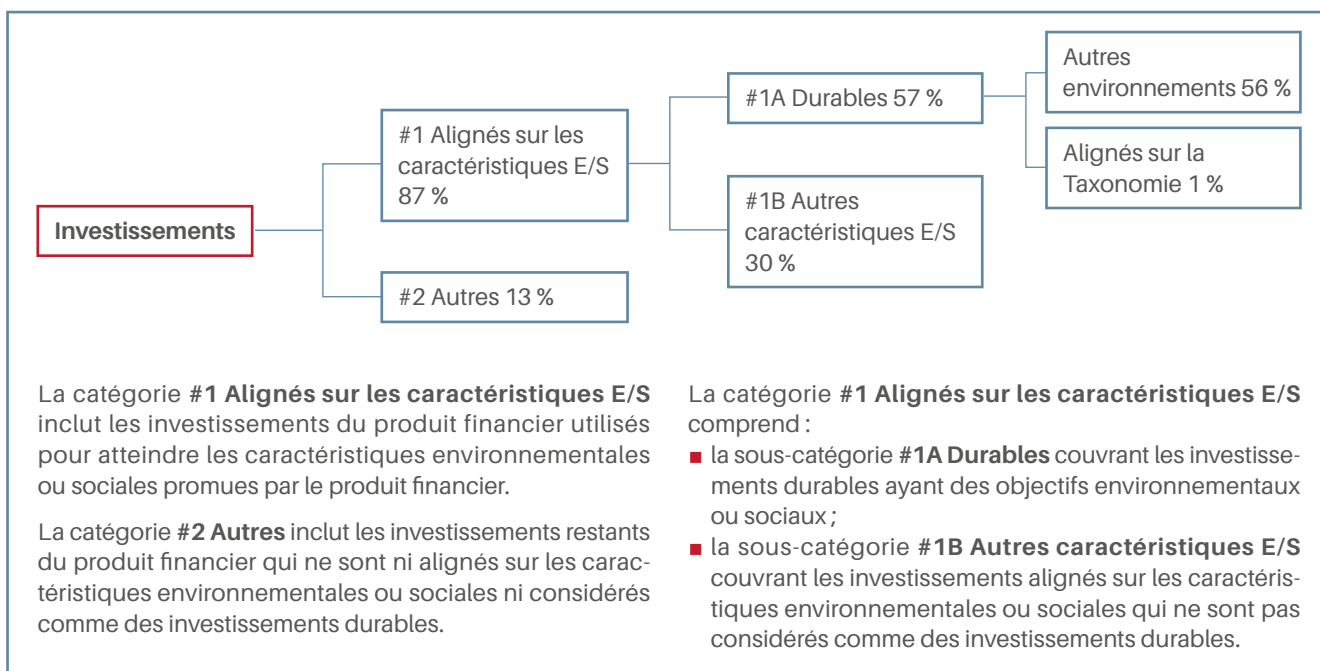 Investissements
#1 Alignés sur les
caractéristiques E/S
87 %
#2 Autres 13 %
#1A Durables 57 %
#1B Autres
caractéristiques E/S
30 %
Autres
environnements 56 %
Alignés sur la
Taxonomie 1 %
La catégorie #1 Alignés sur les caractéristiques E/S
inclut les investissements du produit financier utilisés
pour atteindre les caractéristiques environnementales
ou sociales promues par le produit financier.
La catégorie #2 Autres inclut les investissements restants
du produit financier qui ne sont ni alignés sur les carac-
téristiques environnementales ou sociales ni considérés
comme des investissements durables.
La catégorie #1 Alignés sur les caractéristiques E/S
comprend :
■ la sous-catégorie #1A Durables couvrant les investisse-
ments durables ayant des objectifs environnementaux
ou sociaux ;
■ la sous-catégorie #1B Autres caractéristiques E/S
couvrant les investissements alignés sur les caractéris-
tiques environnementales ou sociales qui ne sont pas
considérés comme des investissements durables.